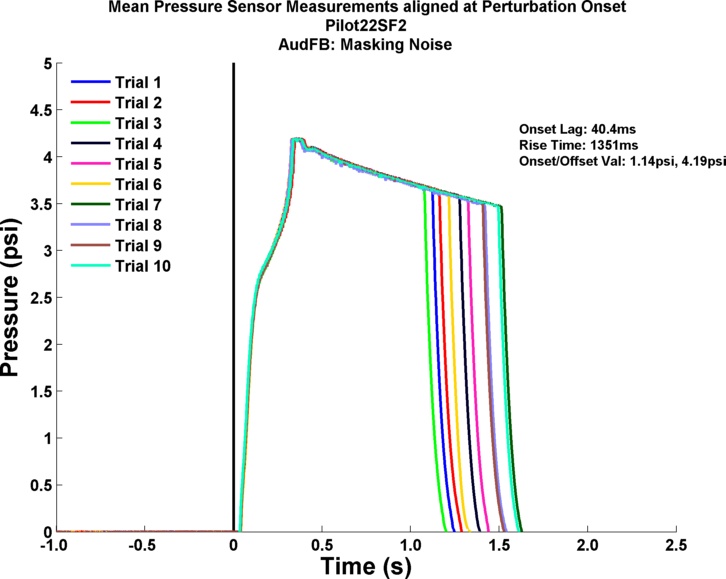 Mean Pressure Sensor Measurements aligned at Perturbation Onset
Pilot22SF2
AudFB: Masking Noise
Pressure (psi)
5
4.5
4
3.5
3
2.5
2
1.5
1
0.5
0
Trial 1
Trial 2
Trial 3
Trial 4
Trial 5
Trial 6
Trial 7
Trial 8
Trial 9
Trial 10
Onset Lag: 40.4ms
Rise Time: 1351ms
Onset/Offset Val: 1.14psi, 4.19psi
-1.0 -0.5 0 0.5 1.0 1.5 2.0 2.5
Time (s)